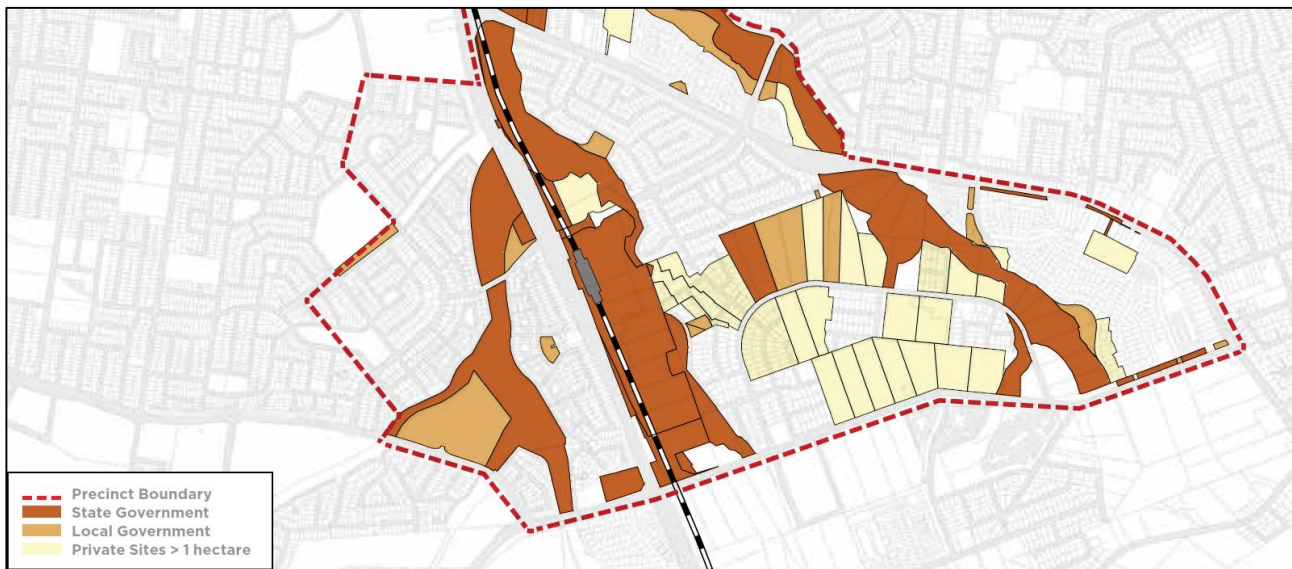 Precinct Boundary
State Government
Local Government
Private Sites > 1 hectare